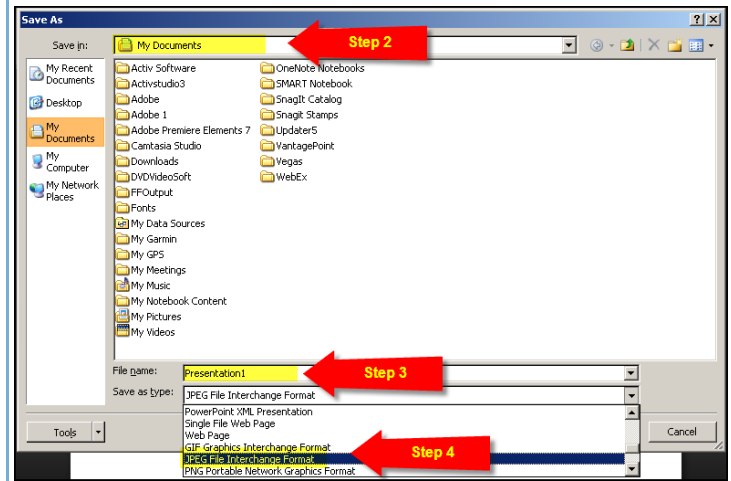 Save As
Save in:
My Documents
Step 2
My Recent
Documents
Desktop
My
Documents
My
Computer
My Network
Places
Activ Software
Activstudio3
Adobe
Adobe 1
Adobe Premiere Elements 7
Camtasia Studio
Downloads
DVDVideoSoft
FFOutput
Fonts
My Data Sources
My Garmin
My GPS
My Meetings
My Music
My Notebook Content
My Pictures
My Videos
OneNote Notebooks
SMART Notebook
SnagIt Catalog
Snagit Stamps
Updater5
VantagePoint
Vegas
WebEx
File name:
Presentation1
Step 3
Save as type:
JPEG File Interchange Format
PowerPoint XML Presentation
Single File Web Page
Web Page
GIF Graphics Interchange Format
JPEG File Interchange Format
PNG Portable Network Graphics Format
Step 4
Tools
Cancel